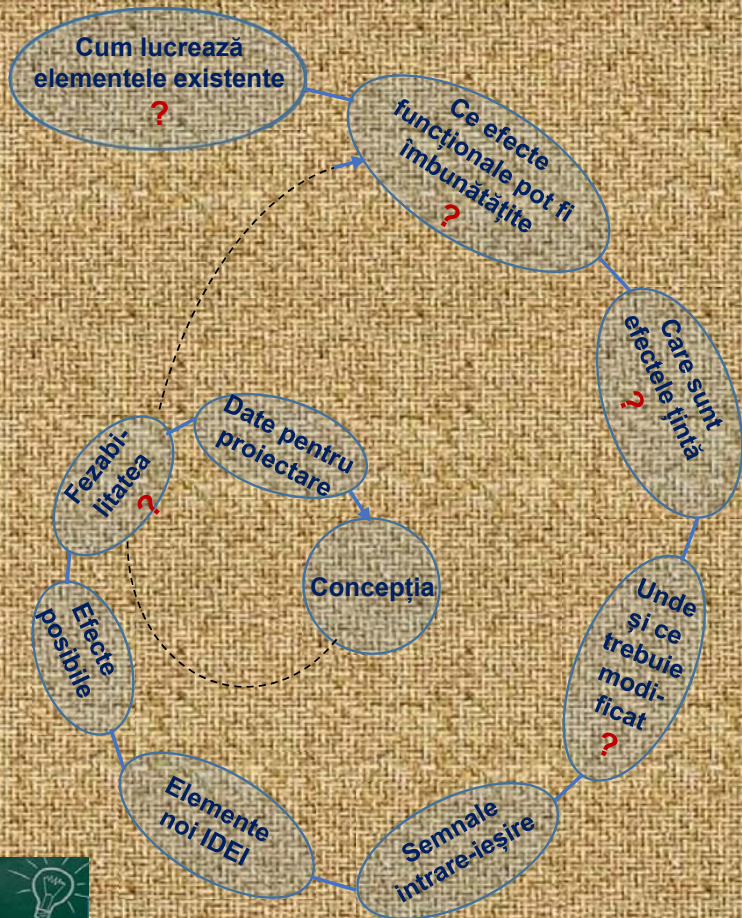 Cum lucrează
elementele existente
?
Ce efecte
funcționale pot fi
îmbunătățite
?
Care sunt
efectele țintă
?
Unde
și ce
trebuie
modi-
ficat
?
Semnale
intrare-ieșire
Elemente
noi IDEI
Efecte
posibile
Fezabi-
litatea
?
Date pentru
proiectare
Concepția